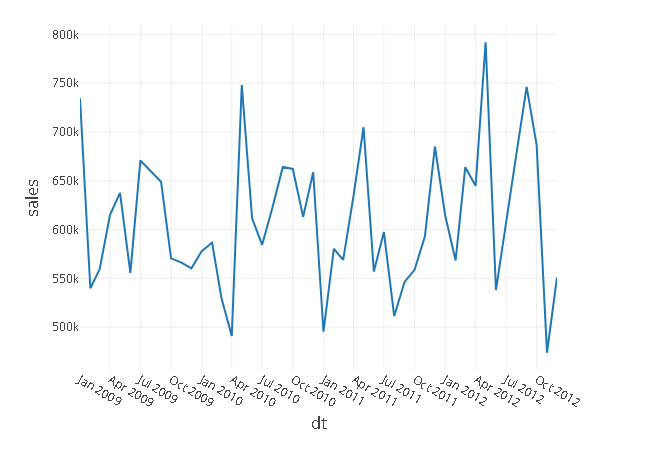 800k
750k
700k
650k
600k
550k
500k
sales
Jan 2009
Apr 2009
Jul 2009
Oct 2009
Jan 2010
Apr 2010
Jul 2010
Oct 2010
Jan 2011
Apr 2011
Jul 2011
Oct 2011
Jan 2012
Apr 2012
Jul 2012
Oct 2012
dt